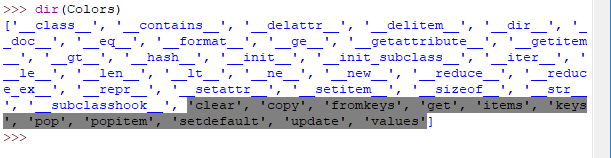 >>> dir(Colors)
['__class__', '__contains__', '__delattr__', '__delitem__', '__dir__', '_
_doc__', '__eq__', '__format__', '__ge__', '__getattribute__', '__getitem
__', '__gt__', '__hash__', '__init__', '__init_subclass__', '__iter__', '
__le__', '__len__', '__lt__', '__ne__', '__new__', '__reduce__', '__reduc
e_ex__', '__repr__', '__setattr__', '__setitem__', '__sizeof__', '__str__
', '__subclasshook__', 'clear', 'copy', 'fromkeys', 'get', 'items', 'keys
', 'pop', 'popitem', 'setdefault', 'update', 'values']
>>>